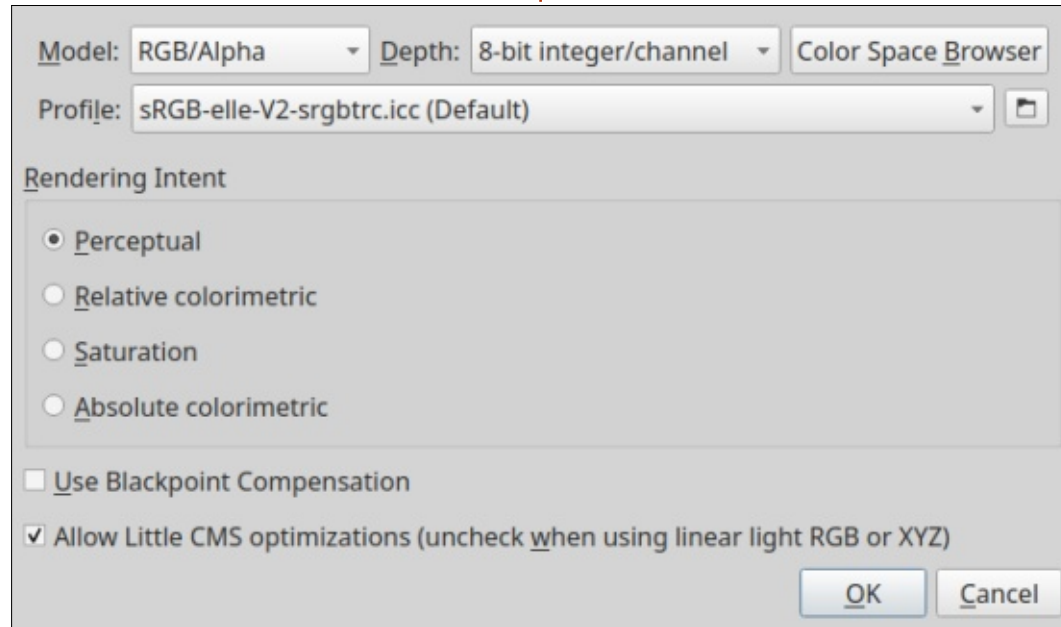 Model: RGB/Alpha Depth: 8-bit integer/channel Color Space Browser
Profile: sRGB-elle-V2-srgbtrc.icc (Default)
Rendering Intent
Perceptual
Relative colorimetric
Saturation
Absolute colorimetric
Use Blackpoint Compensation
Allow Little CMS optimizations (uncheck when using linear light RGB or XYZ)
OK Cancel